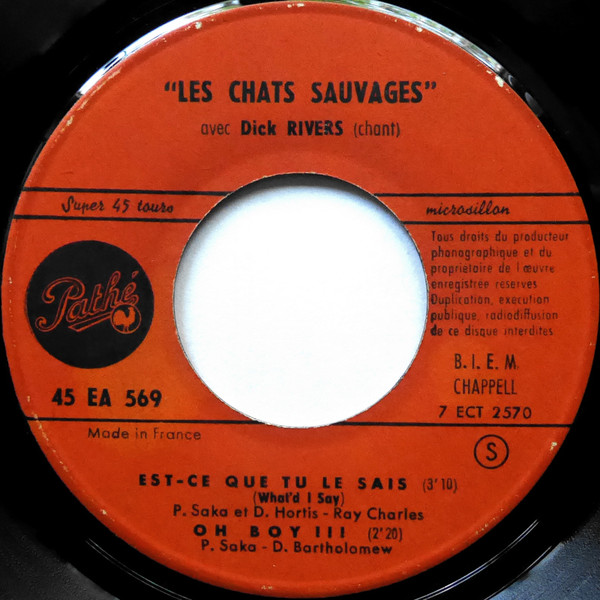 "LES CHATS SAUVAGES"
avec Dick RIVERS (chant)
Super 45 tours
microsillon
Tous droits du producteur
phonographique et du
proprietaire de l'œuvre
enregistrée reservés
Duplication, execution
publique, radiodiffusion
de ce disque interdites
Pathé
45 EA 569
B. I. E. M.
CHAPPELL
7 ECT 2570
Made in France
S
EST-CE QUE TU LE SAIS (3'10)
(What'd I Say)
P. Saka et D. Hortis - Ray Charles
OH BOY !!! (2'20)
P. Saka - D. Bartholomew